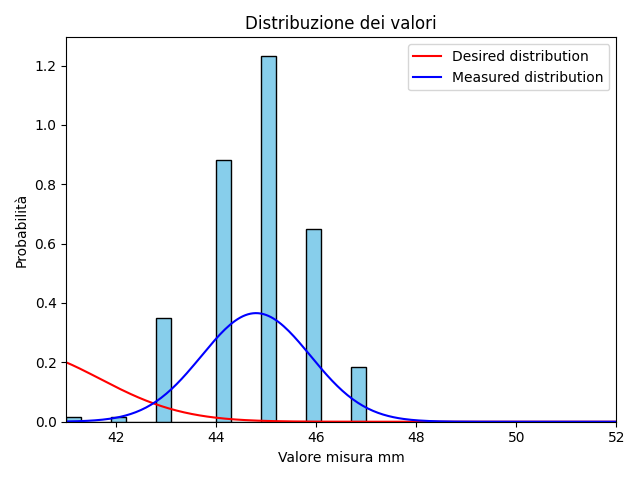 Distribuzione dei valori
Desired distribution
Measured distribution
Probabilità
1.2
1.0
0.8
0.6
0.4
0.2
0.0
42 44 46 48 50 52
Valore misura mm